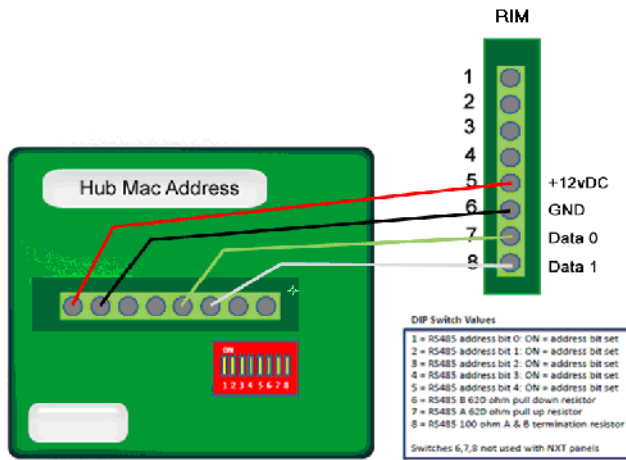 RIM
1
2
3
4
5 +12vDC
6 GND
7 Data 0
8 Data 1
Hub Mac Address
ON
1 2 3 4 5 6 7 8
DIP Switch Values
1 = RS485 address bit 0: ON = address bit set
2 = RS485 address bit 1: ON = address bit set
3 = RS485 address bit 2: ON = address bit set
4 = RS485 address bit 3: ON = address bit set
5 = RS485 address bit 4: ON = address bit set
6 = RS485 B 620 ohm pull down resistor
7 = RS485 A 620 ohm pull up resistor
8 = RS485 100 ohm A & B termination resistor
Switches 6,7,8 not used with NXT panels